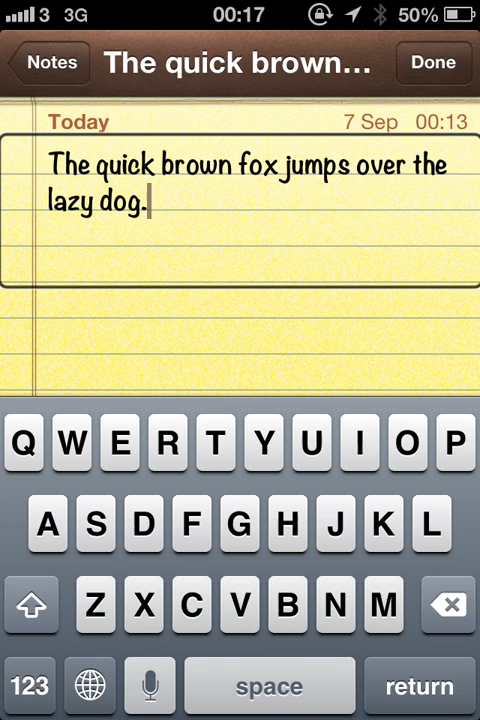 3 3G 00:17 50%
Notes The quick brown... Done
Today 7 Sep 00:13
The quick brown fox jumps over the
lazy dog.
Q W E R T Y U I O P
A S D F G H J K L
Z X C V B N M
123 space return